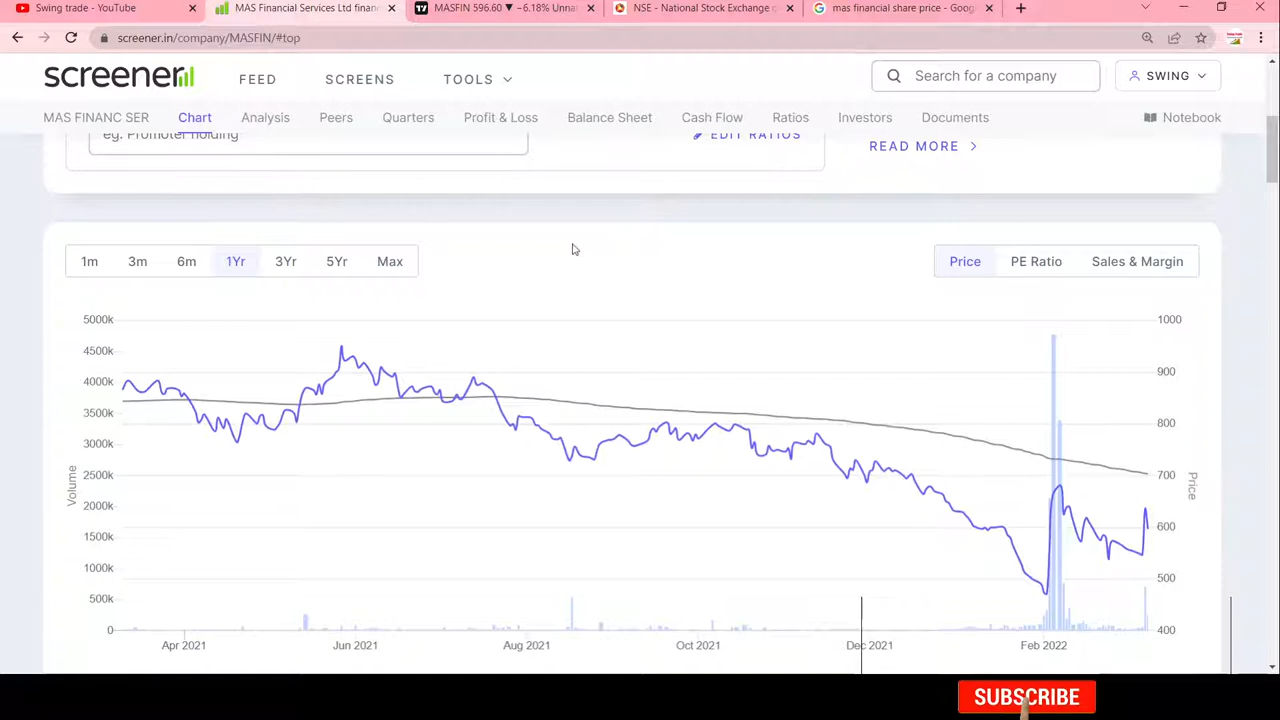 Swing trade - YouTube
MAS Financial Services Ltd finan
MASFIN 596.60 ▼ −6.18% Unnar
NSE - National Stock Exchange o
mas financial share price - Goog
screener.in/company/MASFIN/#top
screener
FEED
SCREENS
TOOLS
Search for a company
SWING
MAS FINANC SER
Chart
Analysis
Peers
Quarters
Profit & Loss
Balance Sheet
Cash Flow
Ratios
Investors
Documents
Notebook
eg. Promoter holding
EDIT RATIOS
READ MORE
1m
3m
6m
1Yr
3Yr
5Yr
Max
Price
PE Ratio
Sales & Margin
5000k
4500k
4000k
3500k
3000k
2500k
2000k
1500k
1000k
500k
0
Volume
1000
900
800
700
600
500
400
Price
Apr 2021
Jun 2021
Aug 2021
Oct 2021
Dec 2021
Feb 2022
SUBSCRIBE